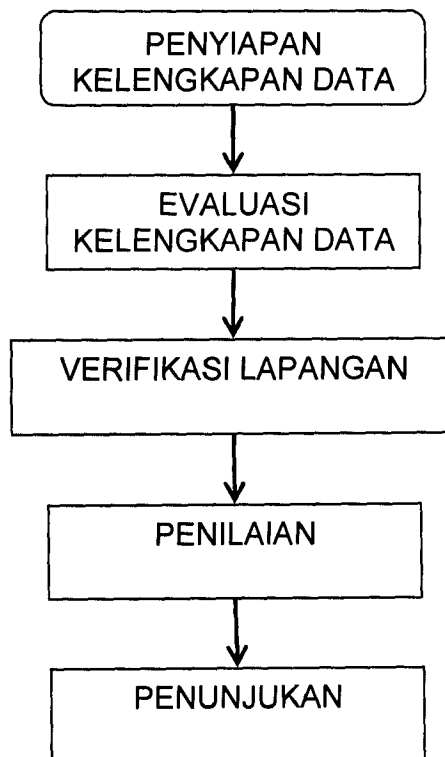 PENYIAPAN
KELENGKAPAN DATA
EVALUASI
KELENGKAPAN DATA
VERIFIKASI LAPANGAN
PENILAIAN
PENUNJUKAN